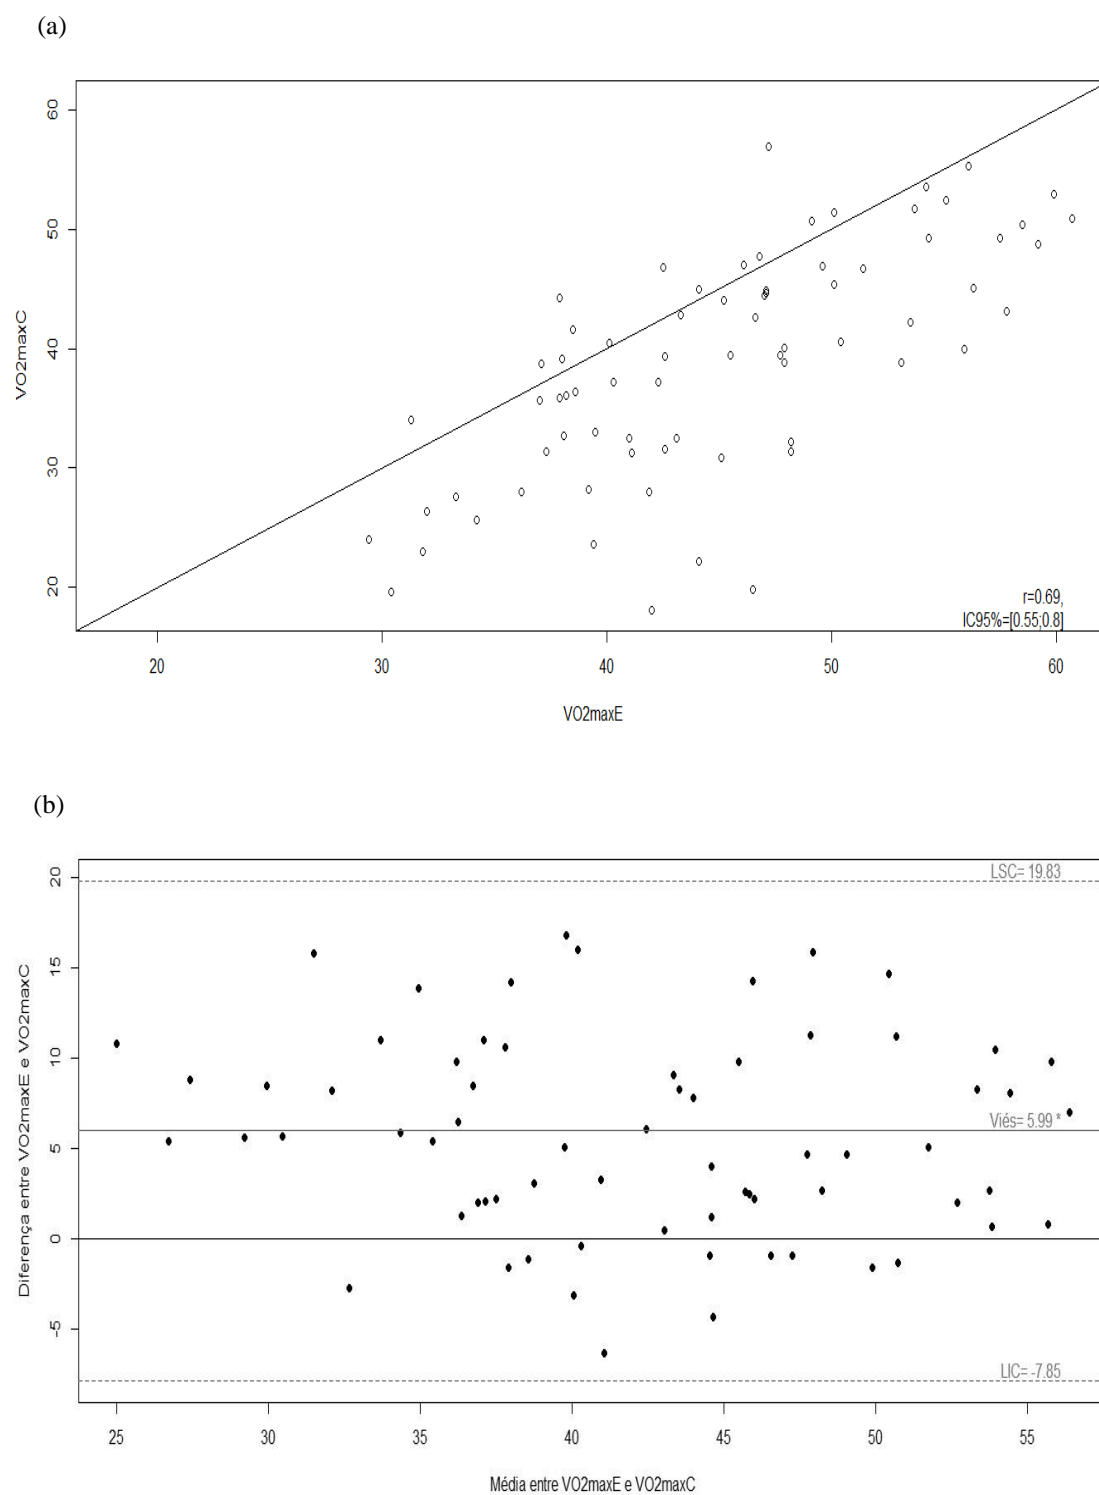 (a)
60
50
40
30
20
VO2maxC
r=0.69,
IC95%=[0.55;0.8]
20 30 40 50 60
VO2maxE
(b)
20
15
10
5
0
-5
Diferença entre VO2maxE e VO2maxC
LSC= 19.83
Viés= 5.99 *
LIC= -7.85
25 30 35 40 45 50 55
Média entre VO2maxE e VO2maxC